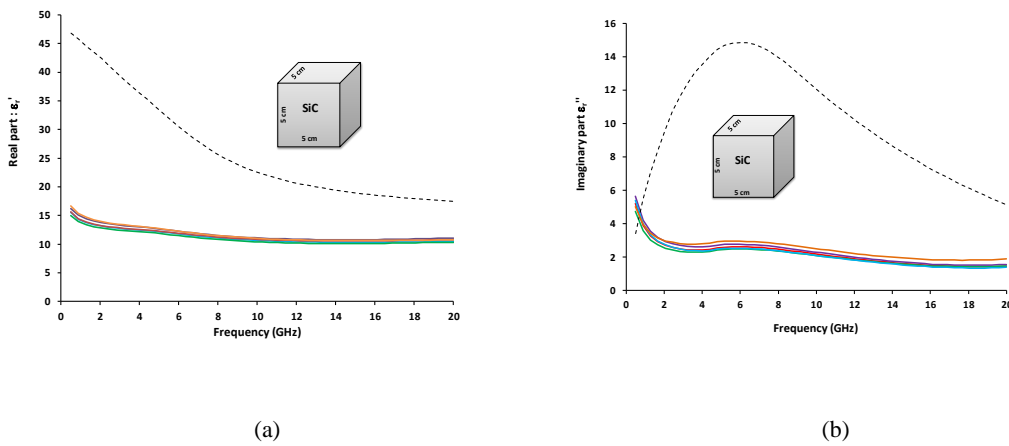 50
45
40
35
30
25
20
15
10
5
0
Real part : εr'
0 2 4 6 8 10 12 14 16 18 20
Frequency (GHz)
5 cm
5 cm
SiC
5 cm
(a)
16
14
12
10
8
6
4
2
0
Imaginary part εr''
0 2 4 6 8 10 12 14 16 18 20
Frequency (GHz)
5 cm
5 cm
SiC
5 cm
(b)